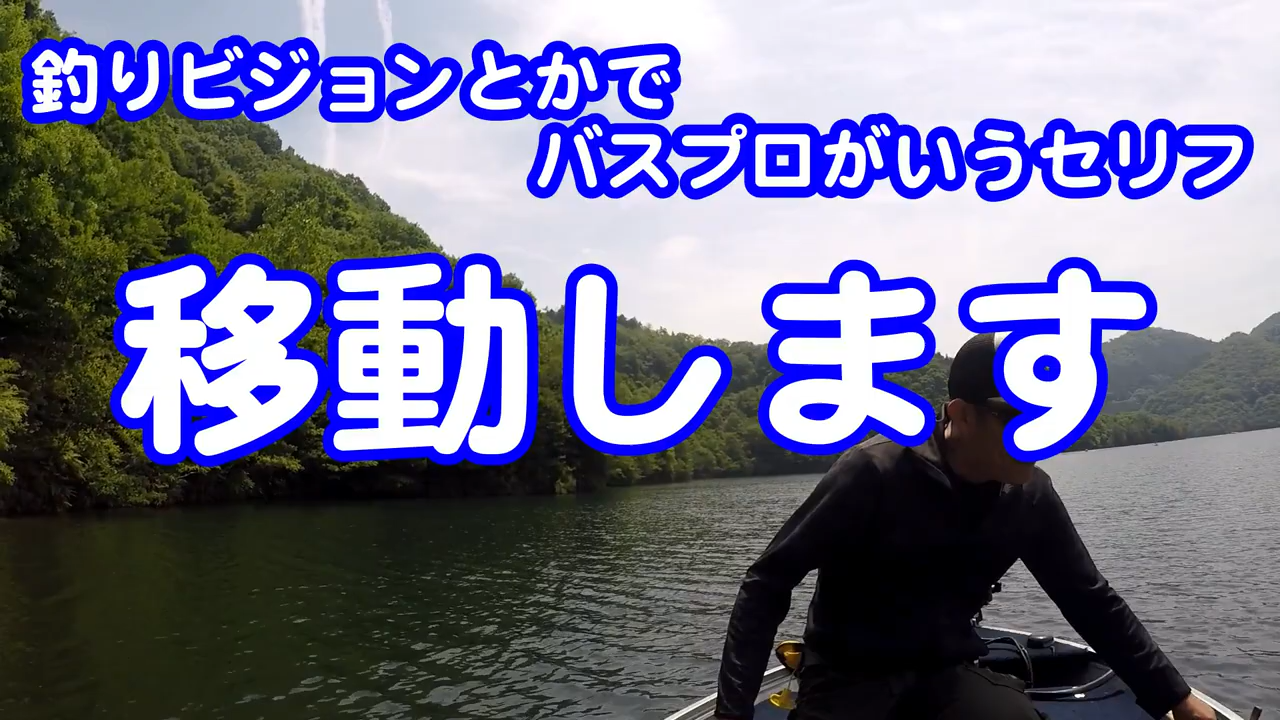 釣りビジョンとかで
バスプロがいうセリフ
移動します